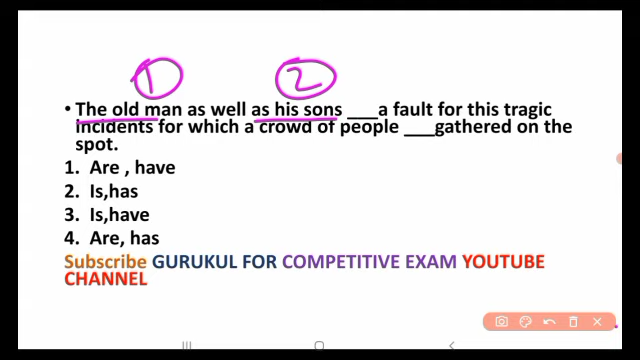 1 2
• The old man as well as his sons ___a fault for this tragic
incidents for which a crowd of people ___gathered on the
spot.
1. Are , have
2. Is,has
3. Is,have
4. Are, has
Subscribe GURUKUL FOR COMPETITIVE EXAM YOUTUBE
CHANNEL